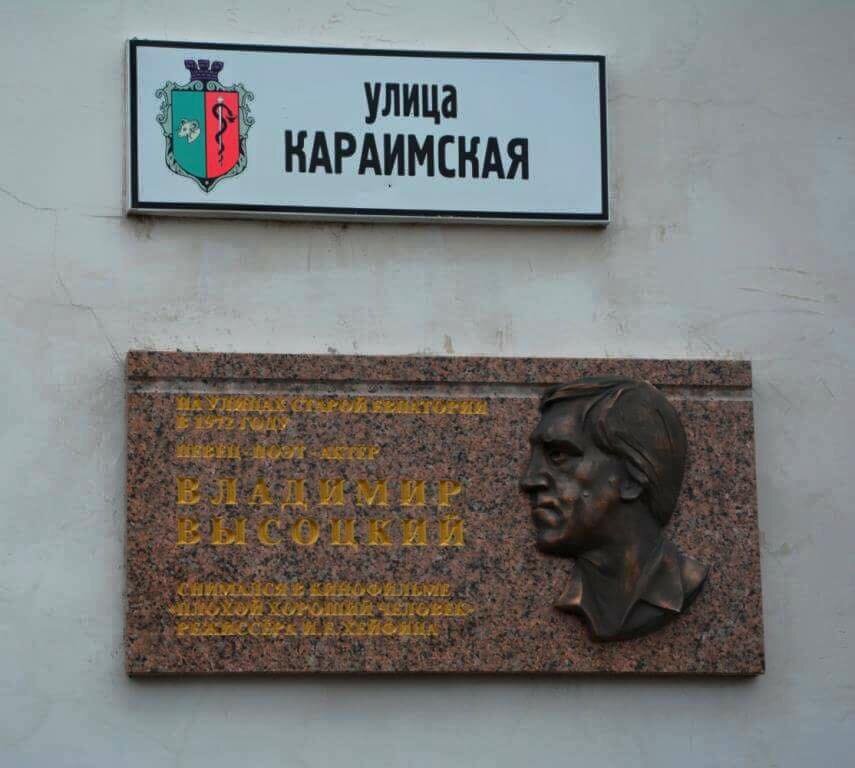 улица
КАРАИМСКАЯ
НА УЛИЦАХ СТАРОЙ ЕВПАТОРИИ
В 1972 ГОДУ
ПЕВЕЦ - ПОЭТ - АКТЕР
ВЛАДИМИР
ВЫСОЦКИЙ
СНИМАЛСЯ В КИНОФИЛЬМЕ
«ПЛОХОЙ ХОРОШИЙ ЧЕЛОВЕК»
РЕЖИССЁРА И.Е. ХЕЙФИЦА